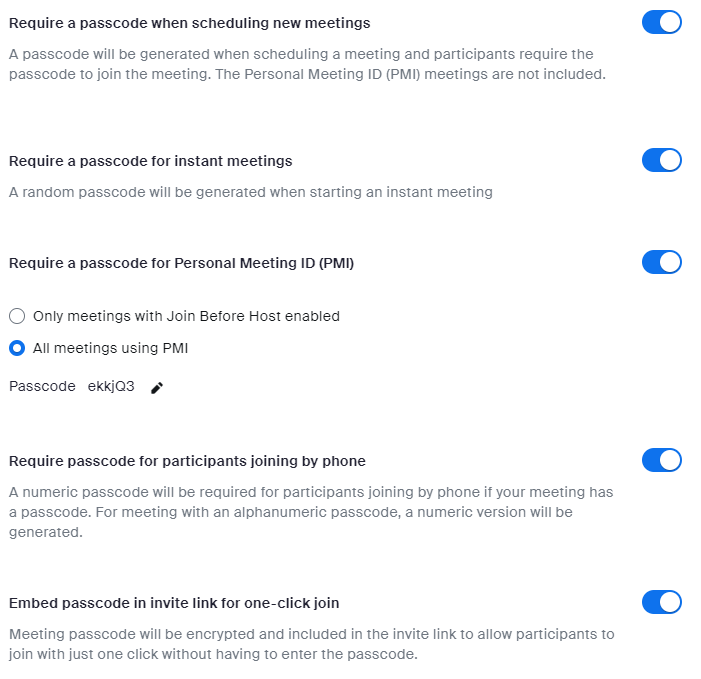 Require a passcode when scheduling new meetings
A passcode will be generated when scheduling a meeting and participants require the
passcode to join the meeting. The Personal Meeting ID (PMI) meetings are not included.
Require a passcode for instant meetings
A random passcode will be generated when starting an instant meeting
Require a passcode for Personal Meeting ID (PMI)
Only meetings with Join Before Host enabled
All meetings using PMI
Passcode ekkjQ3
Require passcode for participants joining by phone
A numeric passcode will be required for participants joining by phone if your meeting has
a passcode. For meeting with an alphanumeric passcode, a numeric version will be
generated.
Embed passcode in invite link for one-click join
Meeting passcode will be encrypted and included in the invite link to allow participants to
join with just one click without having to enter the passcode.